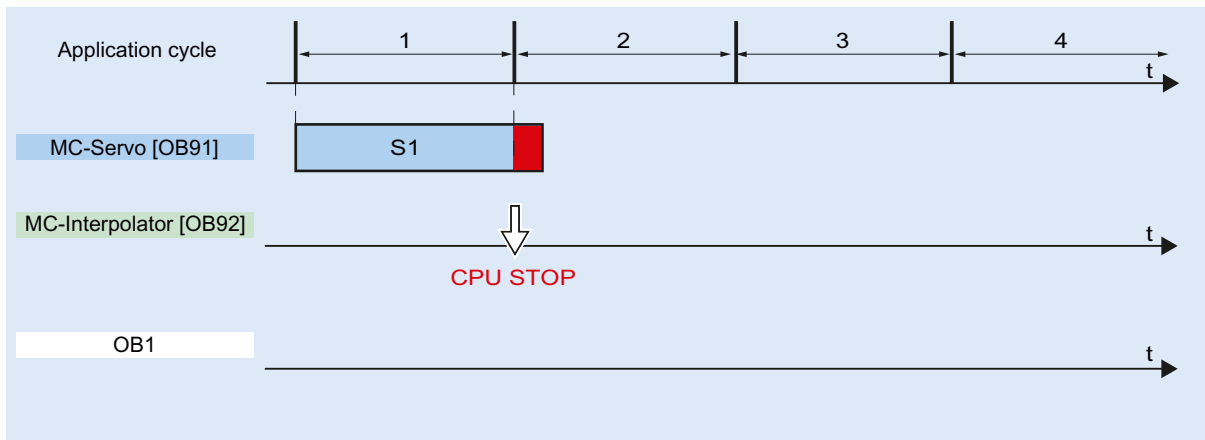 Application cycle
1
2
3
4
t
MC-Servo [OB91]
S1
MC-Interpolator [OB92]
t
CPU STOP
OB1
t